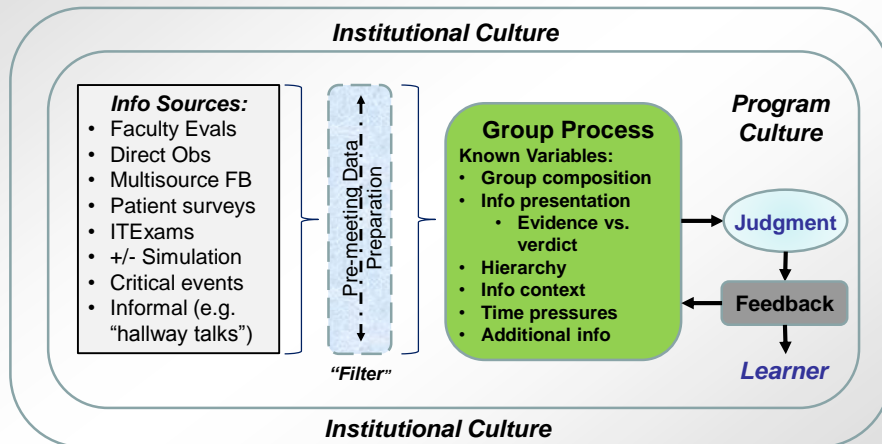 Institutional Culture
Info Sources:
• Faculty Evals
• Direct Obs
• Multisource FB
• Patient surveys
• ITExams
• +/- Simulation
• Critical events
• Informal (e.g.
“hallway talks”)
Pre-meeting Data
Preparation
“Filter”
Group Process
Known Variables:
• Group composition
• Info presentation
• Evidence vs.
verdict
• Hierarchy
• Info context
• Time pressures
• Additional info
Program
Culture
Judgment
Feedback
Learner
Institutional Culture